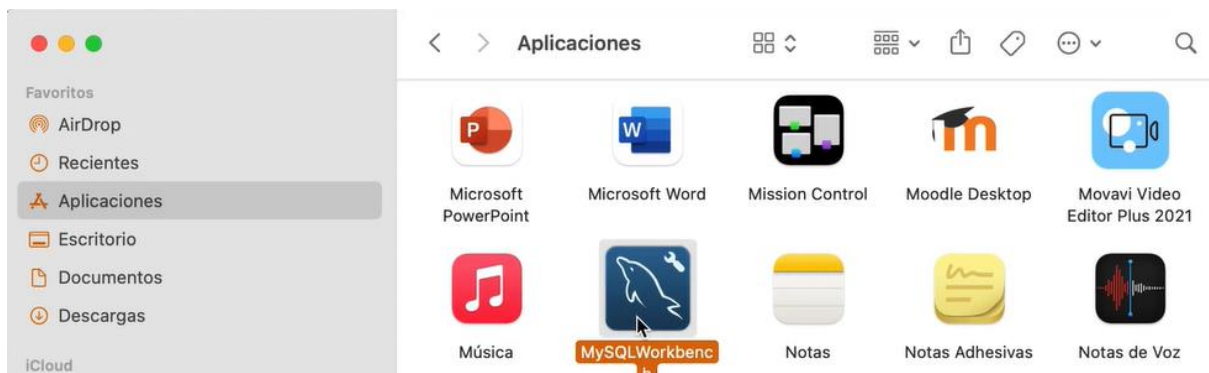 Aplicaciones
Favoritos
AirDrop
Recientes
Aplicaciones
Escritorio
Documentos
Descargas
iCloud
P
W
Microsoft
PowerPoint
Microsoft Word
Mission Control
Moodle Desktop
Movavi Video
Editor Plus 2021
Música
MySQLWorkbenc
h
Notas
Notas Adhesivas
Notas de Voz